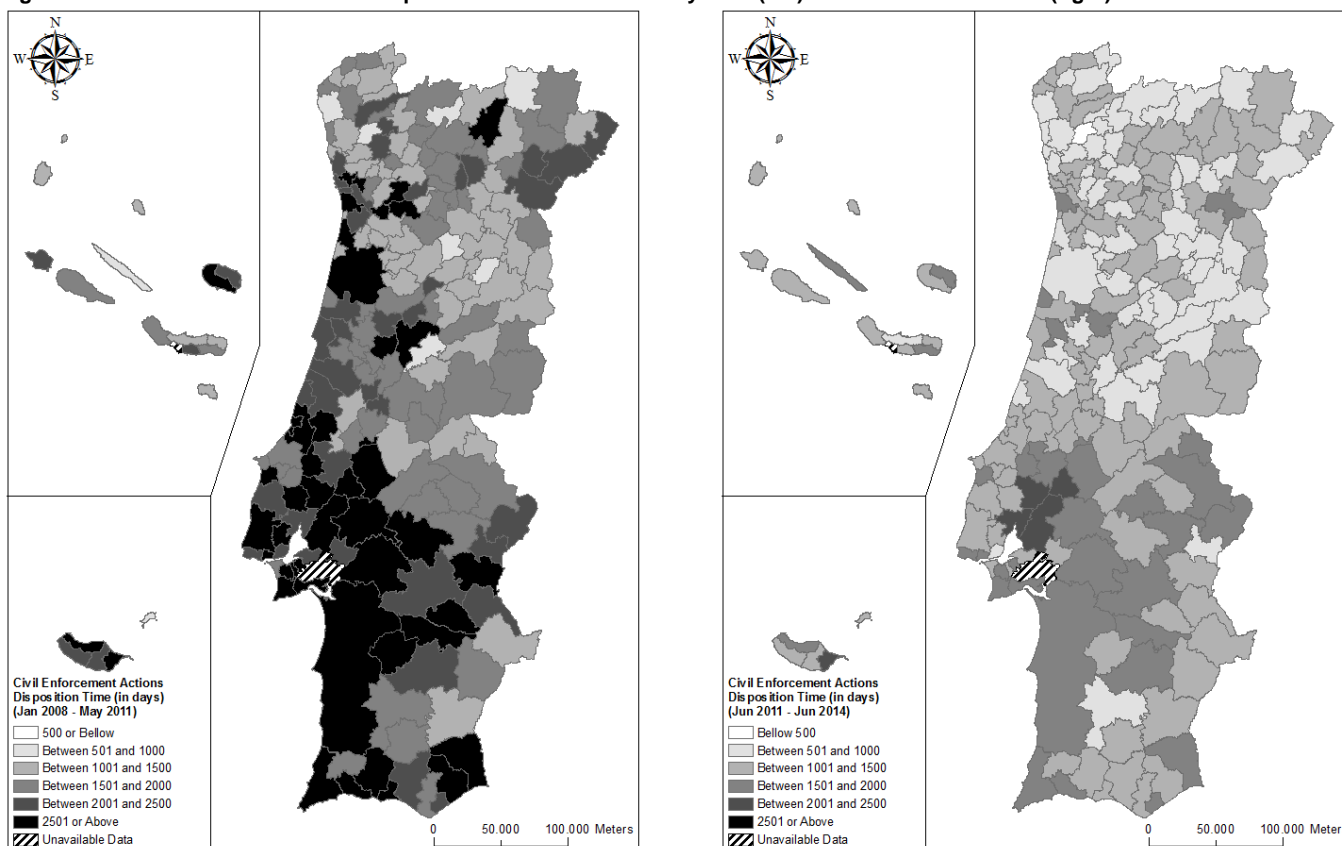 N
W E
S
Civil Enforcement Actions
Disposition Time (in days)
(Jan 2008 - May 2011)
500 or Bellow
Between 501 and 1000
Between 1001 and 1500
Between 1501 and 2000
Between 2001 and 2500
2501 or Above
Unavailable Data
0 50.000 100.000 Meters
N
W E
S
Civil Enforcement Actions
Disposition Time (in days)
(Jun 2011 - Jun 2014)
Bellow 500
Between 501 and 1000
Between 1001 and 1500
Between 1501 and 2000
Between 2001 and 2500
2501 or Above
Unavailable Data
0 50.000 100.000 Meter